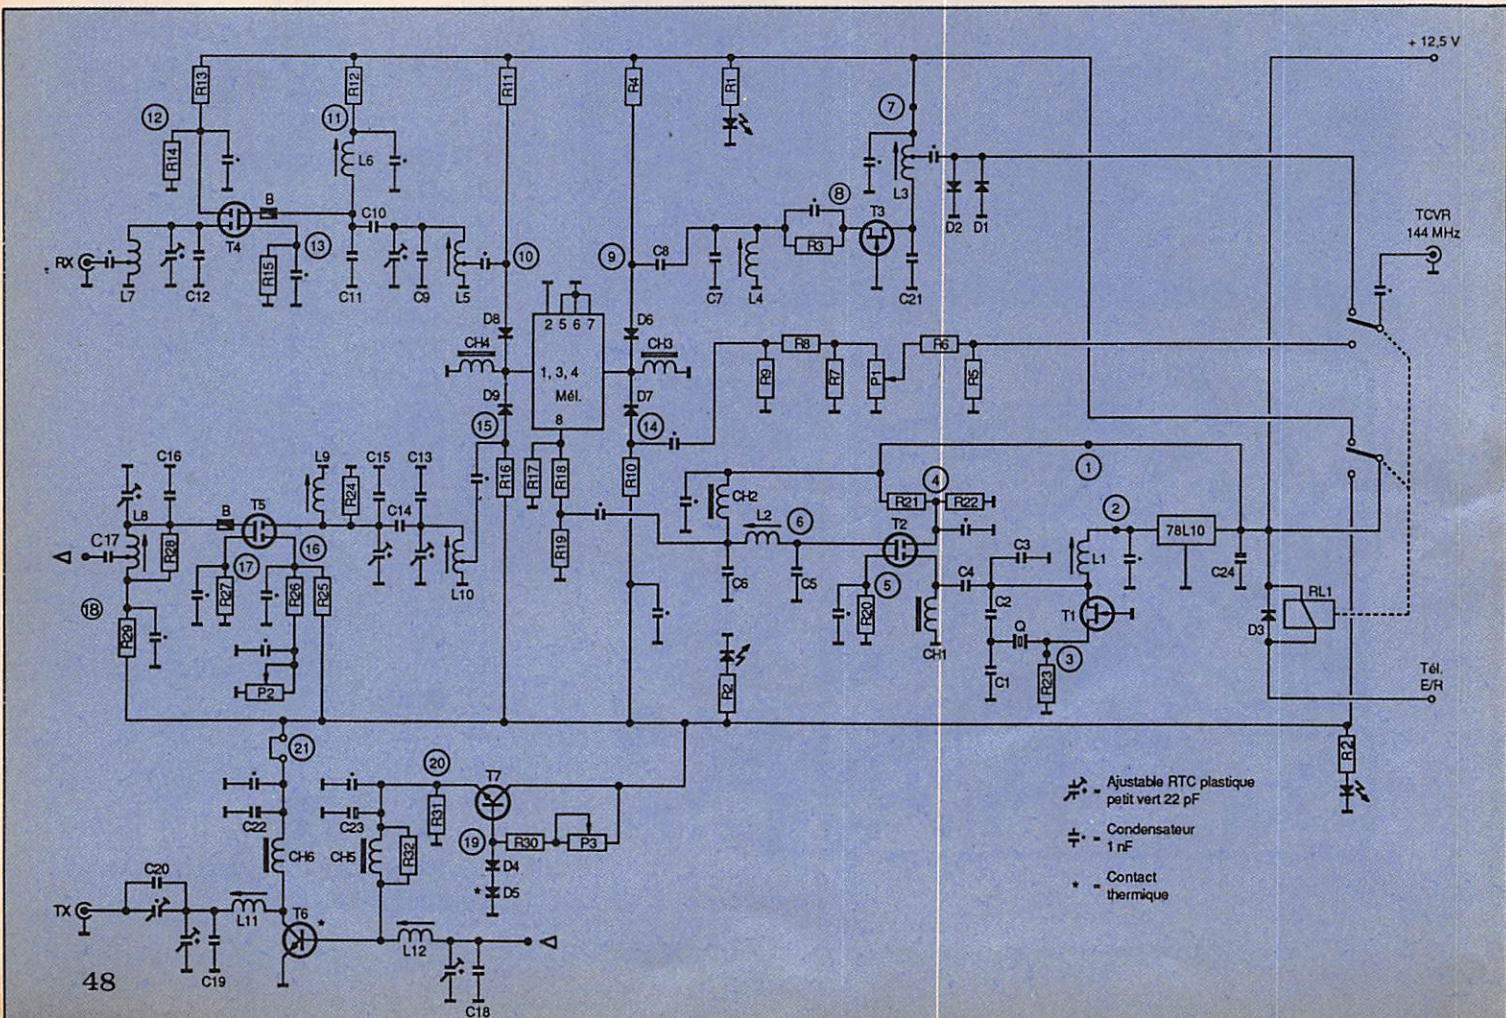 + 12,5 V
R13
R12
R11
R4
R1
12
11
7
R14
L6
L3
B
C10
8
T3
D2
D1
TCVR
144 MHz
RX
T4
13
R15
10
9
C8
R3
L7
C12
C11
C9
L5
C7
L4
C21
D8
2 5 6 7
D6
CH4
CH3
R8
R6
1, 3, 4
Mél.
R9
R7
P1
R5
D9
D7
8
15
14
C16
L9
C15
C13
R16
R17
R18
R10
1
R24
CH2
R21
4
R22
L8
B
T5
C14
L2
6
T2
2
78L10
C17
R28
16
R19
C3
L1
C24
17
L10
C6
C5
5
C4
RL1
18
R27
R26
R25
R20
C2
T1
D3
R29
Q
CH1
3
P2
R2
C1
R23
Tél.
E/R
21
20
T7
R2
C22
C23
R31
19
R30
P3
CH6
CH5
R32
D4
* D5
C20
TX
L11
T6
*
L12
C19
C18
Ajustable RTC plastique
petit vert 22 pF
Condensateur
1 nF
* = Contact
thermique
48